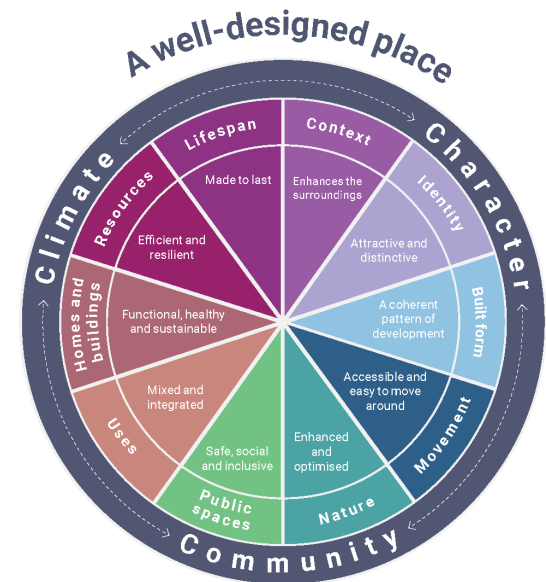 A well-designed place
Climate
Character
Community
Context
Enhances the
surroundings
Identity
Attractive and
distinctive
Built form
A coherent
pattern of
development
Movement
Accessible and
easy to move
around
Nature
Enhanced
and
optimised
Public
spaces
Safe, social
and inclusive
Uses
Mixed and
integrated
Homes and
buildings
Functional, healthy
and sustainable
Resources
Efficient and
resilient
Lifespan
Made to last